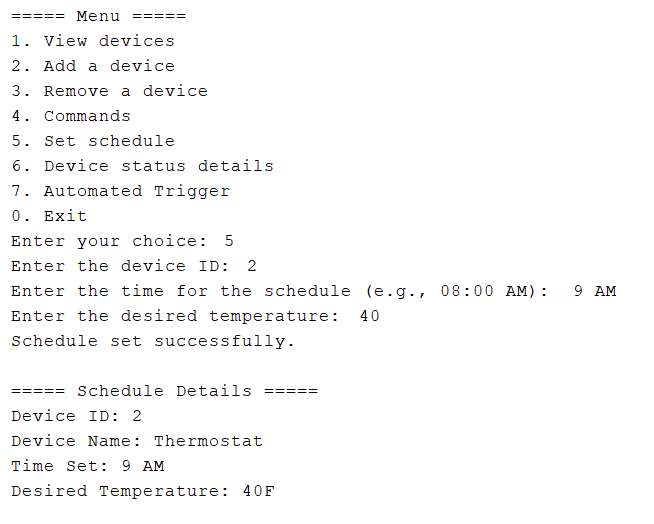 ===== Menu =====
1. View devices
2. Add a device
3. Remove a device
4. Commands
5. Set schedule
6. Device status details
7. Automated Trigger
0. Exit
Enter your choice: 5
Enter the device ID: 2
Enter the time for the schedule (e.g., 08:00 AM): 9 AM
Enter the desired temperature: 40
Schedule set successfully.

===== Schedule Details =====
Device ID: 2
Device Name: Thermostat
Time Set: 9 AM
Desired Temperature: 40F